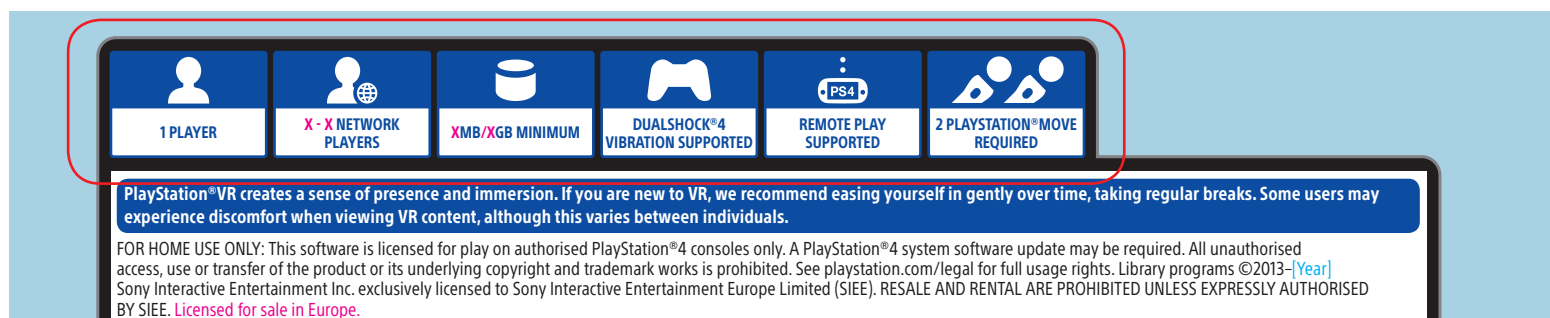 PS4
1 PLAYER
X - X NETWORK
PLAYERS
XMB/XGB MINIMUM
DUALSHOCK®4
VIBRATION SUPPORTED
REMOTE PLAY
SUPPORTED
2 PLAYSTATION®MOVE
REQUIRED
PlayStation®VR creates a sense of presence and immersion. If you are new to VR, we recommend easing yourself in gently over time, taking regular breaks. Some users may
experience discomfort when viewing VR content, although this varies between individuals.
FOR HOME USE ONLY: This software is licensed for play on authorised PlayStation®4 consoles only. A PlayStation®4 system software update may be required. All unauthorised
access, use or transfer of the product or its underlying copyright and trademark works is prohibited. See playstation.com/legal for full usage rights. Library programs ©2013–[Year]
Sony Interactive Entertainment Inc. exclusively licensed to Sony Interactive Entertainment Europe Limited (SIEE). RESALE AND RENTAL ARE PROHIBITED UNLESS EXPRESSLY AUTHORISED
BY SIEE. Licensed for sale in Europe.